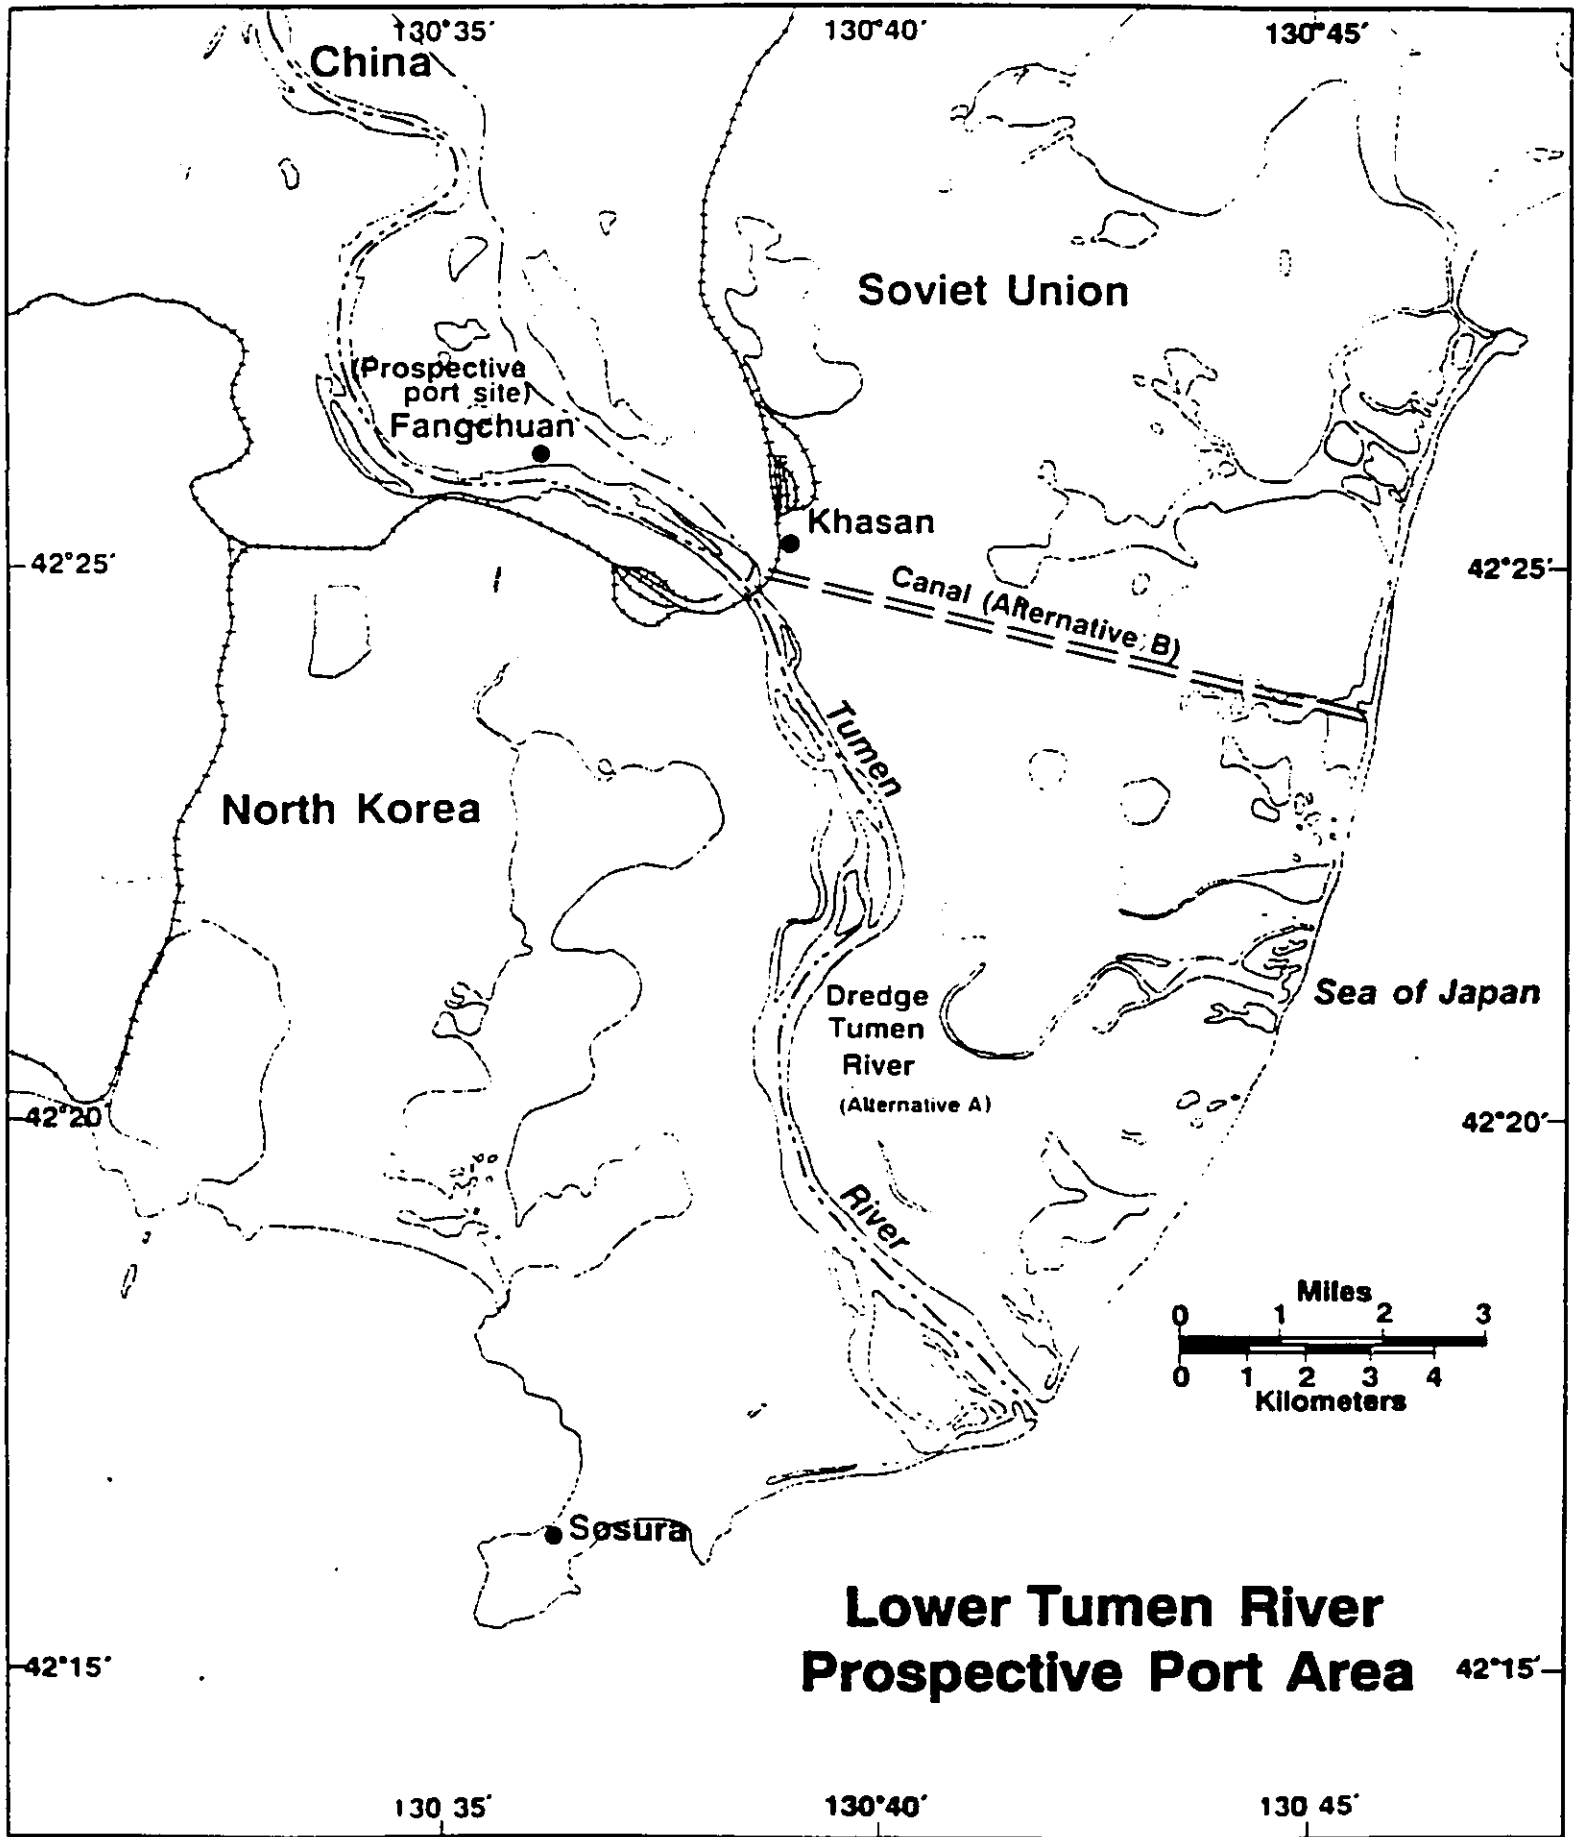 130°35′
130°40′
130°45′
China
Soviet Union
(Prospective
port site)
Fangchuan
Khasan
42°25′
42°25′
Canal (Alternative B)
Tumen
North Korea
Dredge
Tumen
River
(Alternative A)
Sea of Japan
42°20′
42°20′
River
Miles
0 1 2 3
0 1 2 3 4
Kilometers
Sosura
Lower Tumen River
Prospective Port Area
42°15′
42°15′
130 35′
130°40′
130 45′